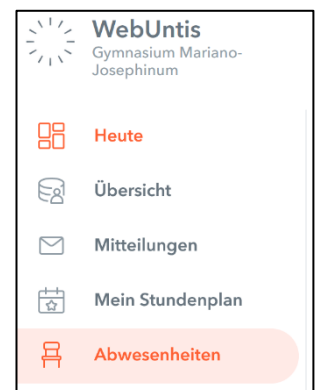 WebUntis
Gymnasium Mariano-
Josephinum
Heute
Übersicht
Mitteilungen
Mein Stundenplan
Abwesenheiten